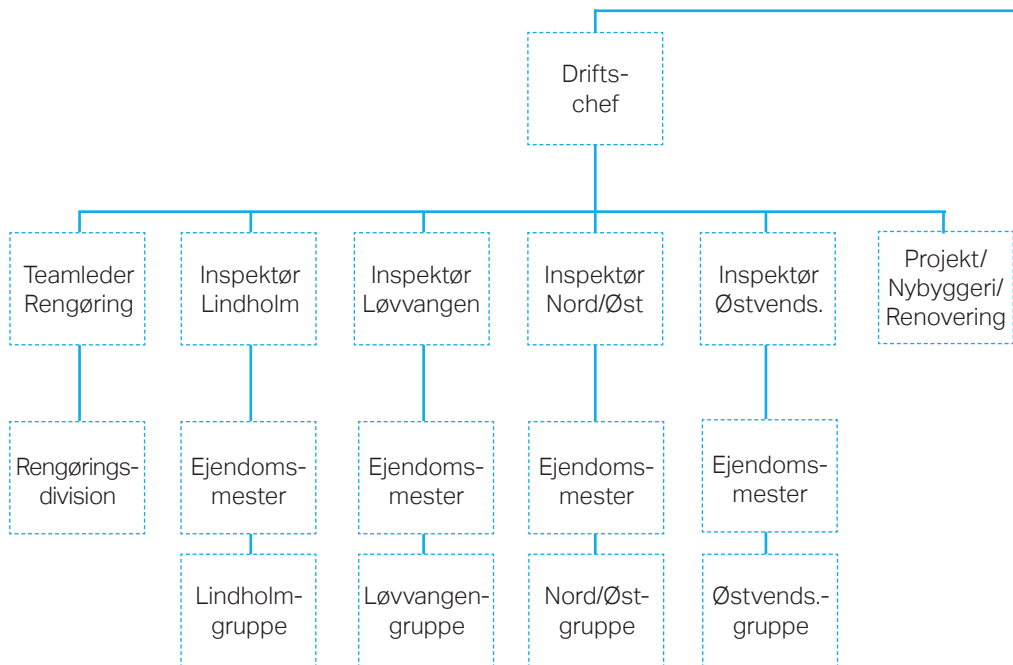 Drifts-
chef
Teamleder
Rengøring
Inspektør
Lindholm
Inspektør
Løvvangen
Inspektør
Nord/Øst
Inspektør
Østvends.
Projekt/
Nybyggeri/
Renovering
Rengørings-
division
Ejendoms-
mester
Ejendoms-
mester
Ejendoms-
mester
Ejendoms-
mester
Lindholm-
gruppe
Løvvangen-
gruppe
Nord/Øst-
gruppe
Østvends.-
gruppe